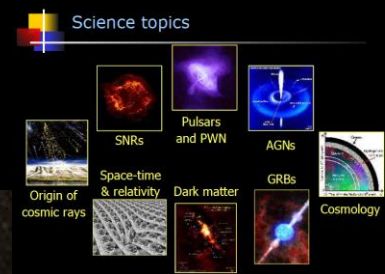 Science topics
SNRs
Pulsars
and PWN
AGNs
Origin of
cosmic rays
Space-time
& relativity
Dark matter
GRBs
Cosmology